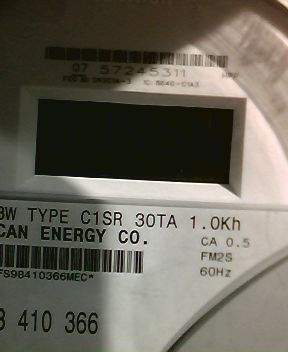 07 57245311
3W TYPE C1SR 30TA 1.0Kh
CAN ENERGY CO.
CA 0.5
FM2S
60Hz
FS98410366MEC*
410 366